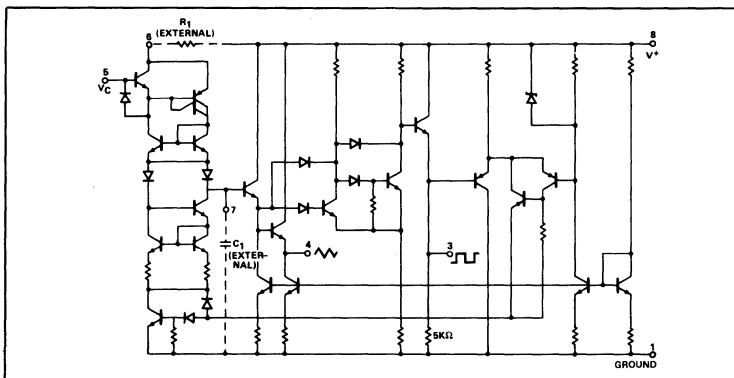 R1
(EXTERNAL)
6
8
V+
5
VC
7
C1
(EXTER-
NAL)
4
3
5KΩ
1
GROUND